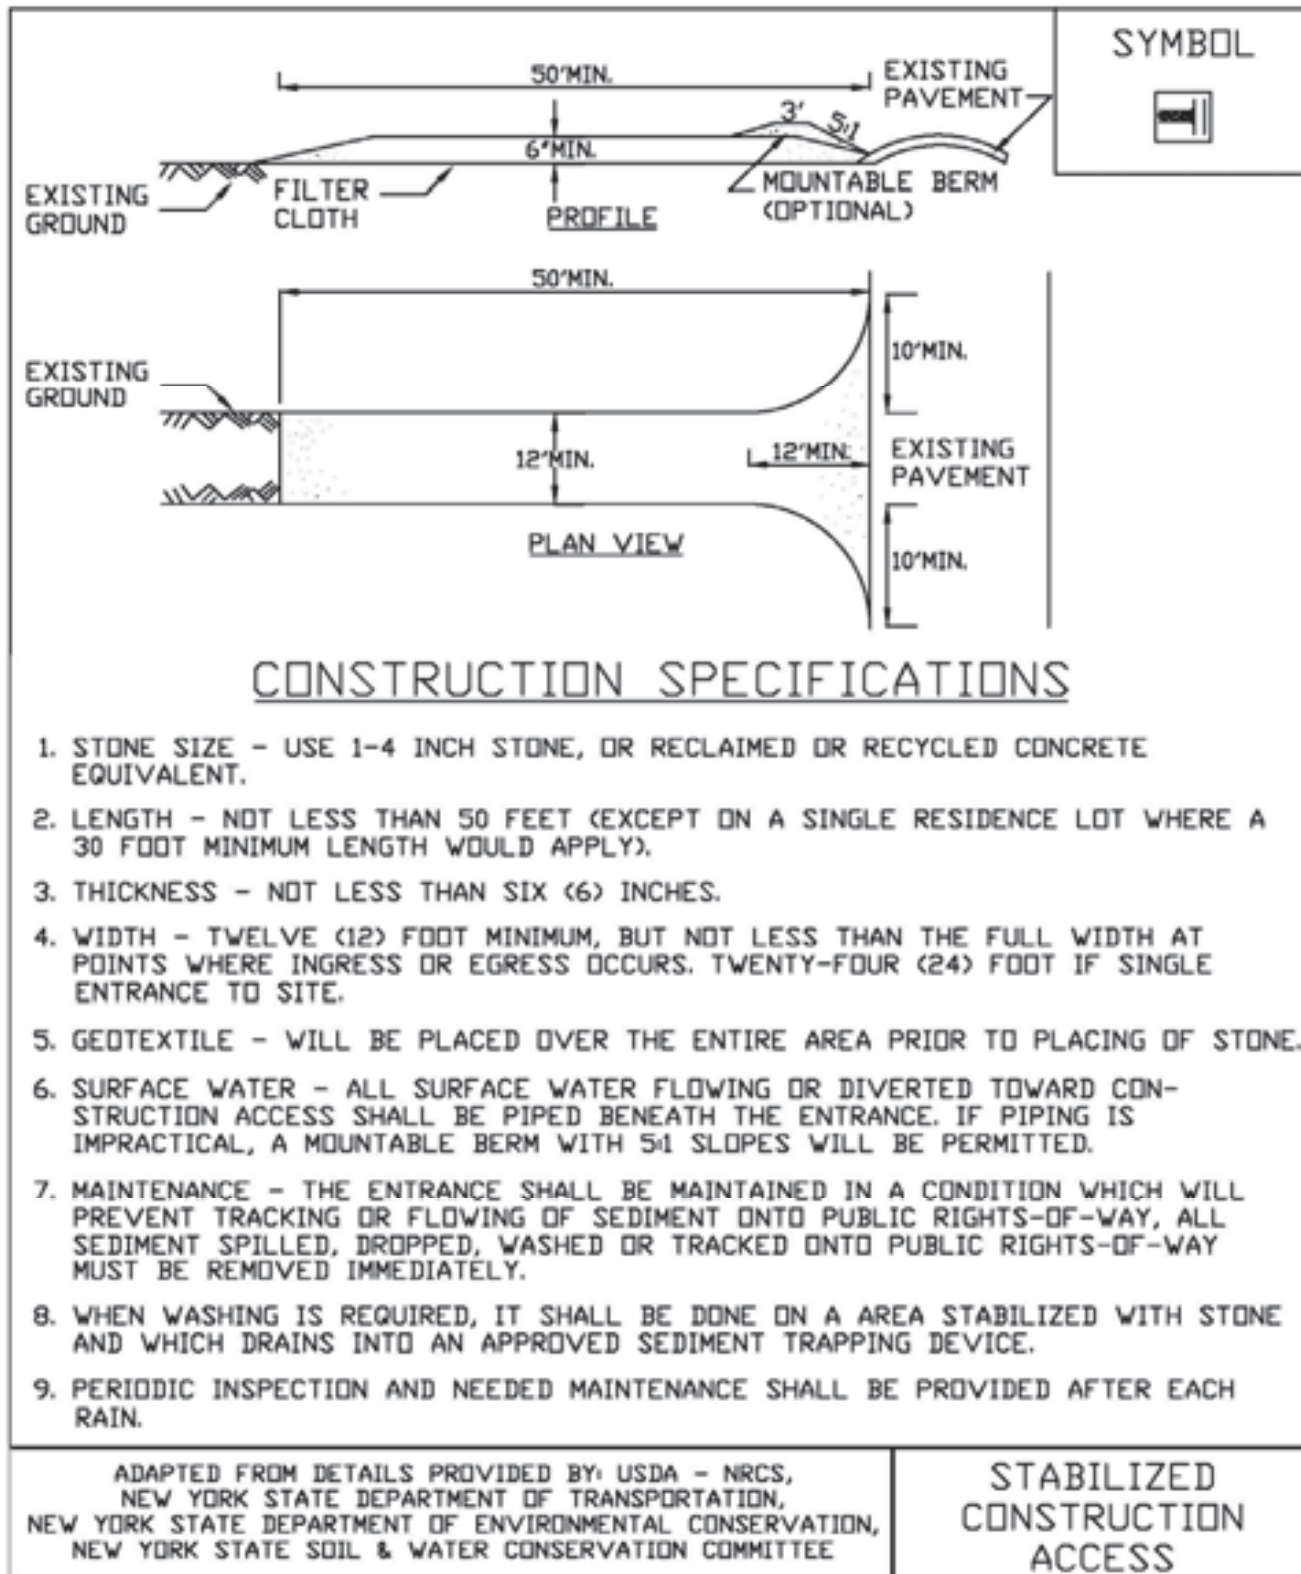 SYMBOL
50'MIN.
EXISTING
PAVEMENT
3'
5:1
6"MIN.
EXISTING
GROUND
FILTER
CLOTH
PROFILE
MOUNTABLE BERM
(OPTIONAL)
50'MIN.
10'MIN.
EXISTING
GROUND
12'MIN.
12'MIN.
EXISTING
PAVEMENT
PLAN VIEW
10'MIN.
CONSTRUCTION SPECIFICATIONS
1. STONE SIZE - USE 1-4 INCH STONE, OR RECLAIMED OR RECYCLED CONCRETE
EQUIVALENT.
2. LENGTH - NOT LESS THAN 50 FEET (EXCEPT ON A SINGLE RESIDENCE LOT WHERE A
30 FOOT MINIMUM LENGTH WOULD APPLY).
3. THICKNESS - NOT LESS THAN SIX (6) INCHES.
4. WIDTH - TWELVE (12) FOOT MINIMUM, BUT NOT LESS THAN THE FULL WIDTH AT
POINTS WHERE INGRESS OR EGRESS OCCURS. TWENTY-FOUR (24) FOOT IF SINGLE
ENTRANCE TO SITE.
5. GEOTEXTILE - WILL BE PLACED OVER THE ENTIRE AREA PRIOR TO PLACING OF STONE.
6. SURFACE WATER - ALL SURFACE WATER FLOWING OR DIVERTED TOWARD CON-
STRUCTION ACCESS SHALL BE PIPED BENEATH THE ENTRANCE. IF PIPING IS
IMPRACTICAL, A MOUNTABLE BERM WITH 5:1 SLOPES WILL BE PERMITTED.
7. MAINTENANCE - THE ENTRANCE SHALL BE MAINTAINED IN A CONDITION WHICH WILL
PREVENT TRACKING OR FLOWING OF SEDIMENT ONTO PUBLIC RIGHTS-OF-WAY, ALL
SEDIMENT SPILLED, DROPPED, WASHED OR TRACKED ONTO PUBLIC RIGHTS-OF-WAY
MUST BE REMOVED IMMEDIATELY.
8. WHEN WASHING IS REQUIRED, IT SHALL BE DONE ON A AREA STABILIZED WITH STONE
AND WHICH DRAINS INTO AN APPROVED SEDIMENT TRAPPING DEVICE.
9. PERIODIC INSPECTION AND NEEDED MAINTENANCE SHALL BE PROVIDED AFTER EACH
RAIN.
ADAPTED FROM DETAILS PROVIDED BY: USDA - NRCS,
NEW YORK STATE DEPARTMENT OF TRANSPORTATION,
NEW YORK STATE DEPARTMENT OF ENVIRONMENTAL CONSERVATION,
NEW YORK STATE SOIL & WATER CONSERVATION COMMITTEE
STABILIZED
CONSTRUCTION
ACCESS